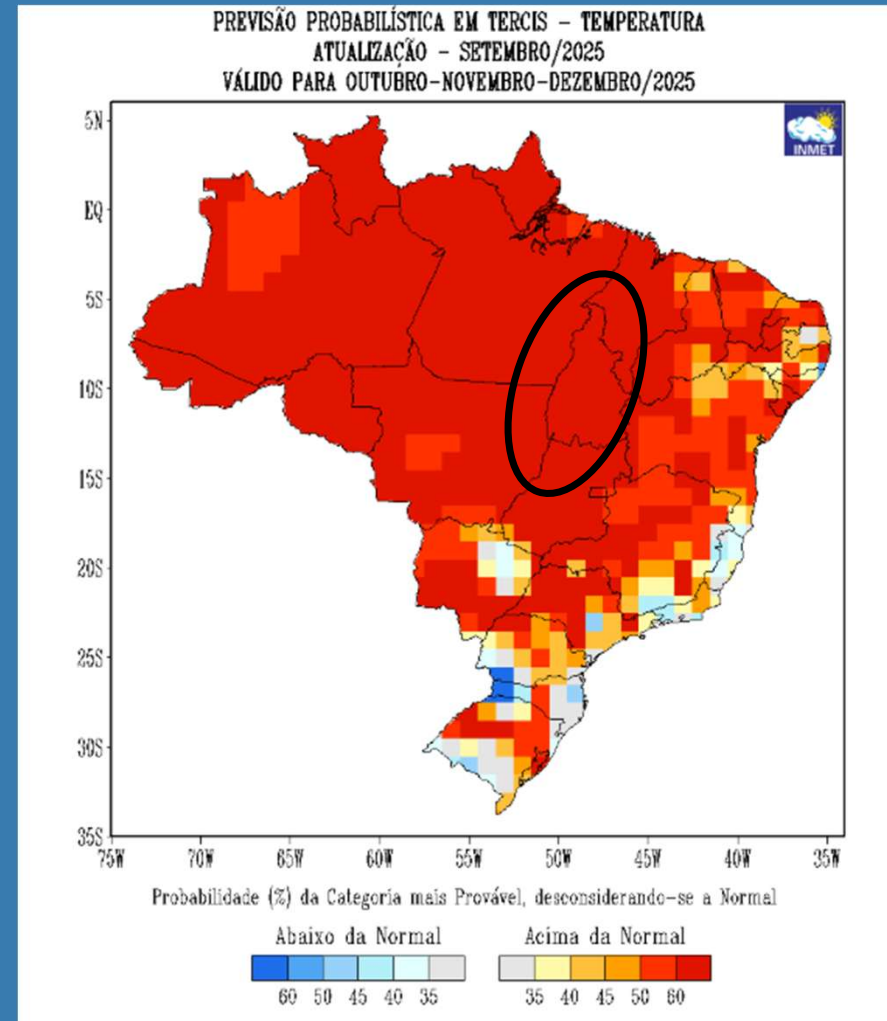 PREVISÃO PROBABILÍSTICA EM TERCIS – TEMPERATURA
ATUALIZAÇÃO – SETEMBRO/2025
VÁLIDO PARA OUTUBRO-NOVEMBRO-DEZEMBRO/2025
INMET
5N
EQ
5S
10S
15S
20S
25S
30S
35S
75W 70W 65W 60W 55W 50W 45W 40W 35W
Probabilidade (%) da Categoria mais Provável, desconsiderando-se a Normal
Abaixo da Normal Acima da Normal
60 50 45 40 35 35 40 45 50 60